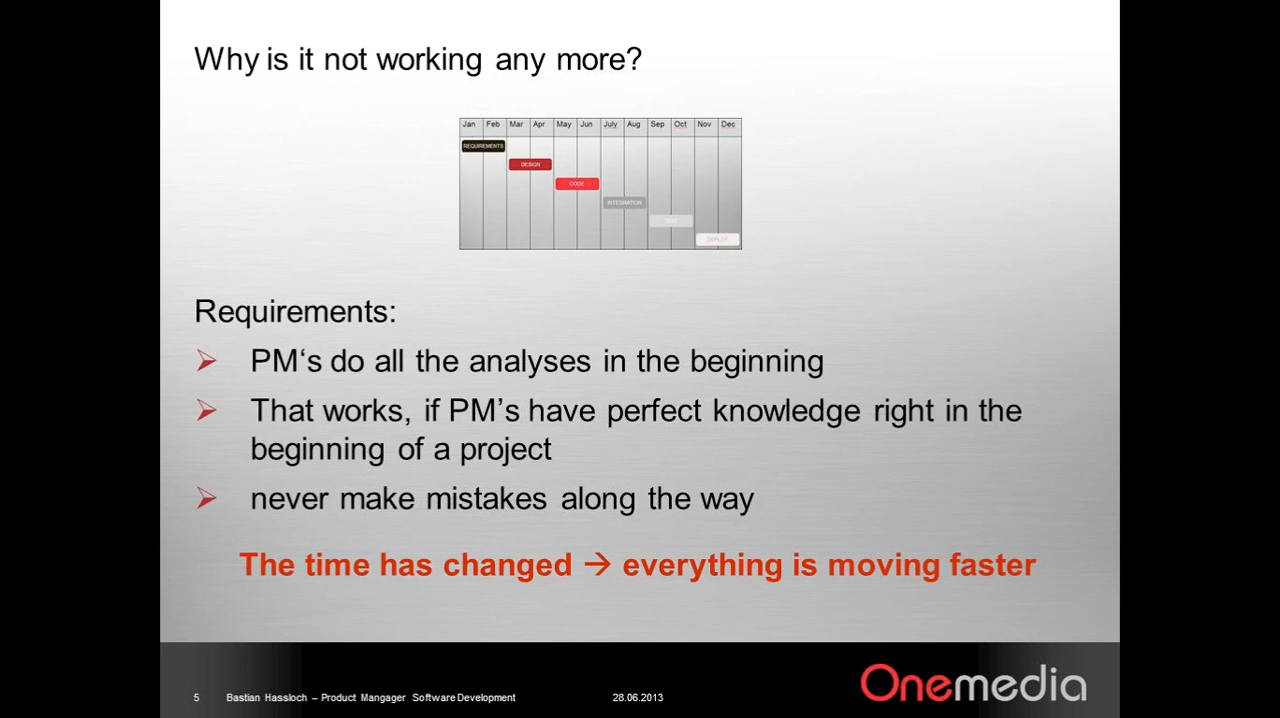 Why is it not working any more?
Jan Feb Mar Apr May Jun July Aug Sep Oct Nov Dec
REQUIREMENTS
DESIGN
CODE
INTEGRATION
TEST
DEPLOY
Requirements:
PM‘s do all the analyses in the beginning
That works, if PM’s have perfect knowledge right in the
beginning of a project
never make mistakes along the way
The time has changed → everything is moving faster
5 Bastian Hassloch – Product Mangager Software Development 28.06.2013
Onemedia